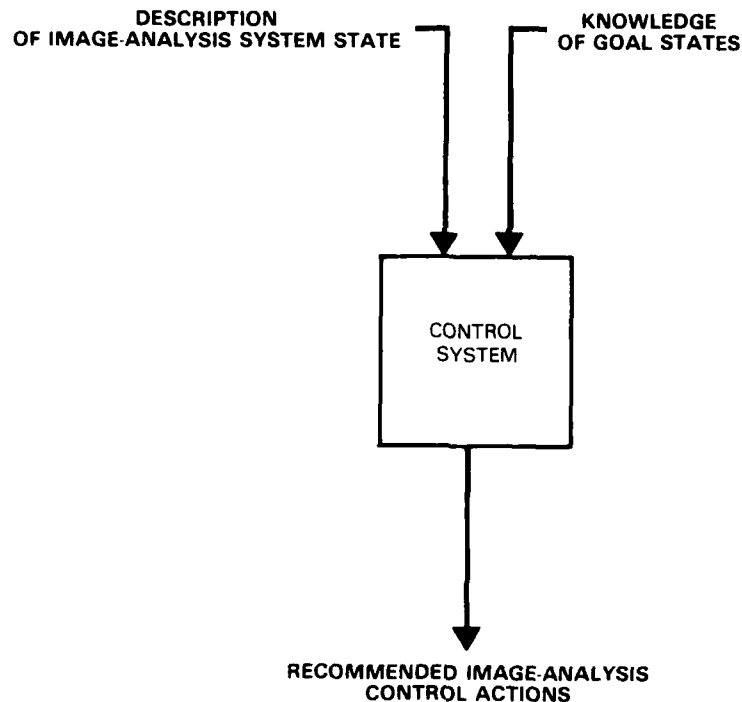 DESCRIPTION
OF IMAGE-ANALYSIS SYSTEM STATE
KNOWLEDGE
OF GOAL STATES
CONTROL
SYSTEM
RECOMMENDED IMAGE-ANALYSIS
CONTROL ACTIONS